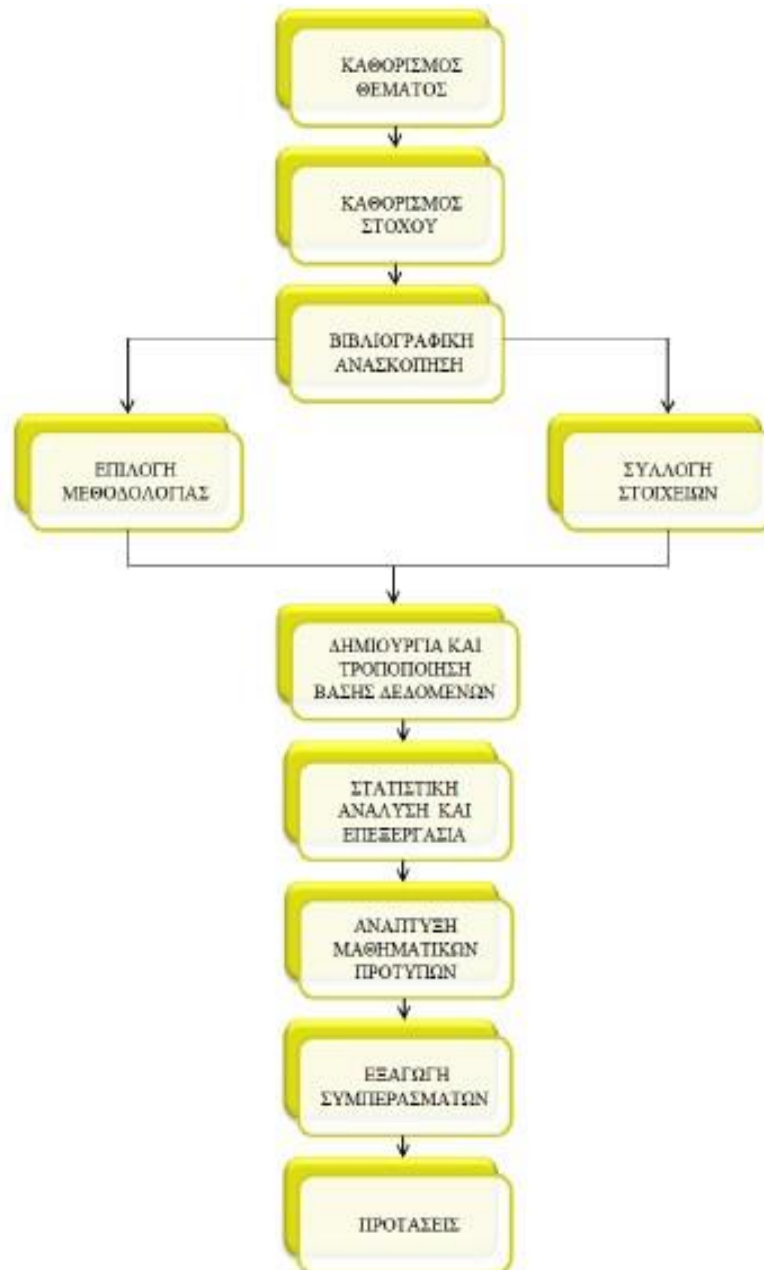 ΚΑΘΟΡΙΣΜΟΣ
ΘΕΜΑΤΟΣ
ΚΑΘΟΡΙΣΜΟΣ
ΣΤΟΧΟΥ
ΒΙΒΛΙΟΓΡΑΦΙΚΗ
ΑΝΑΣΚΟΠΗΣΗ
ΕΠΙΛΟΓΗ
ΜΕΘΟΔΟΛΟΓΙΑΣ
ΣΥΛΛΟΓΗ
ΣΤΟΙΧΕΙΩΝ
ΔΗΜΙΟΥΡΓΙΑ ΚΑΙ
ΤΡΟΠΟΠΟΙΗΣΗ
ΒΑΣΗΣ ΔΕΔΟΜΕΝΩΝ
ΣΤΑΤΙΣΤΙΚΗ
ΑΝΑΛΥΣΗ ΚΑΙ
ΕΠΕΞΕΡΓΑΣΙΑ
ΑΝΑΠΤΥΞΗ
ΜΑΘΗΜΑΤΙΚΩΝ
ΠΡΟΤΥΠΩΝ
ΕΞΑΓΩΓΗ
ΣΥΜΠΕΡΑΣΜΑΤΩΝ
ΠΡΟΤΑΣΕΙΣ